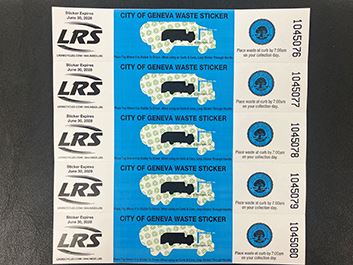 Sticker Expires
June 30, 2028
LRS
CITY OF GENEVA WASTE STICKER
Place waste at curb by 7:00am
on your collection day.
1045076
Sticker Expires
June 30, 2028
LRS
CITY OF GENEVA WASTE STICKER
Place waste at curb by 7:00am
on your collection day.
1045077
Sticker Expires
June 30, 2028
LRS
CITY OF GENEVA WASTE STICKER
Place waste at curb by 7:00am
on your collection day.
1045078
Sticker Expires
June 30, 2028
LRS
CITY OF GENEVA WASTE STICKER
Place waste at curb by 7:00am
on your collection day.
1045079
Sticker Expires
June 30, 2028
LRS
CITY OF GENEVA WASTE STICKER
Place waste at curb by 7:00am
on your collection day.
1045080